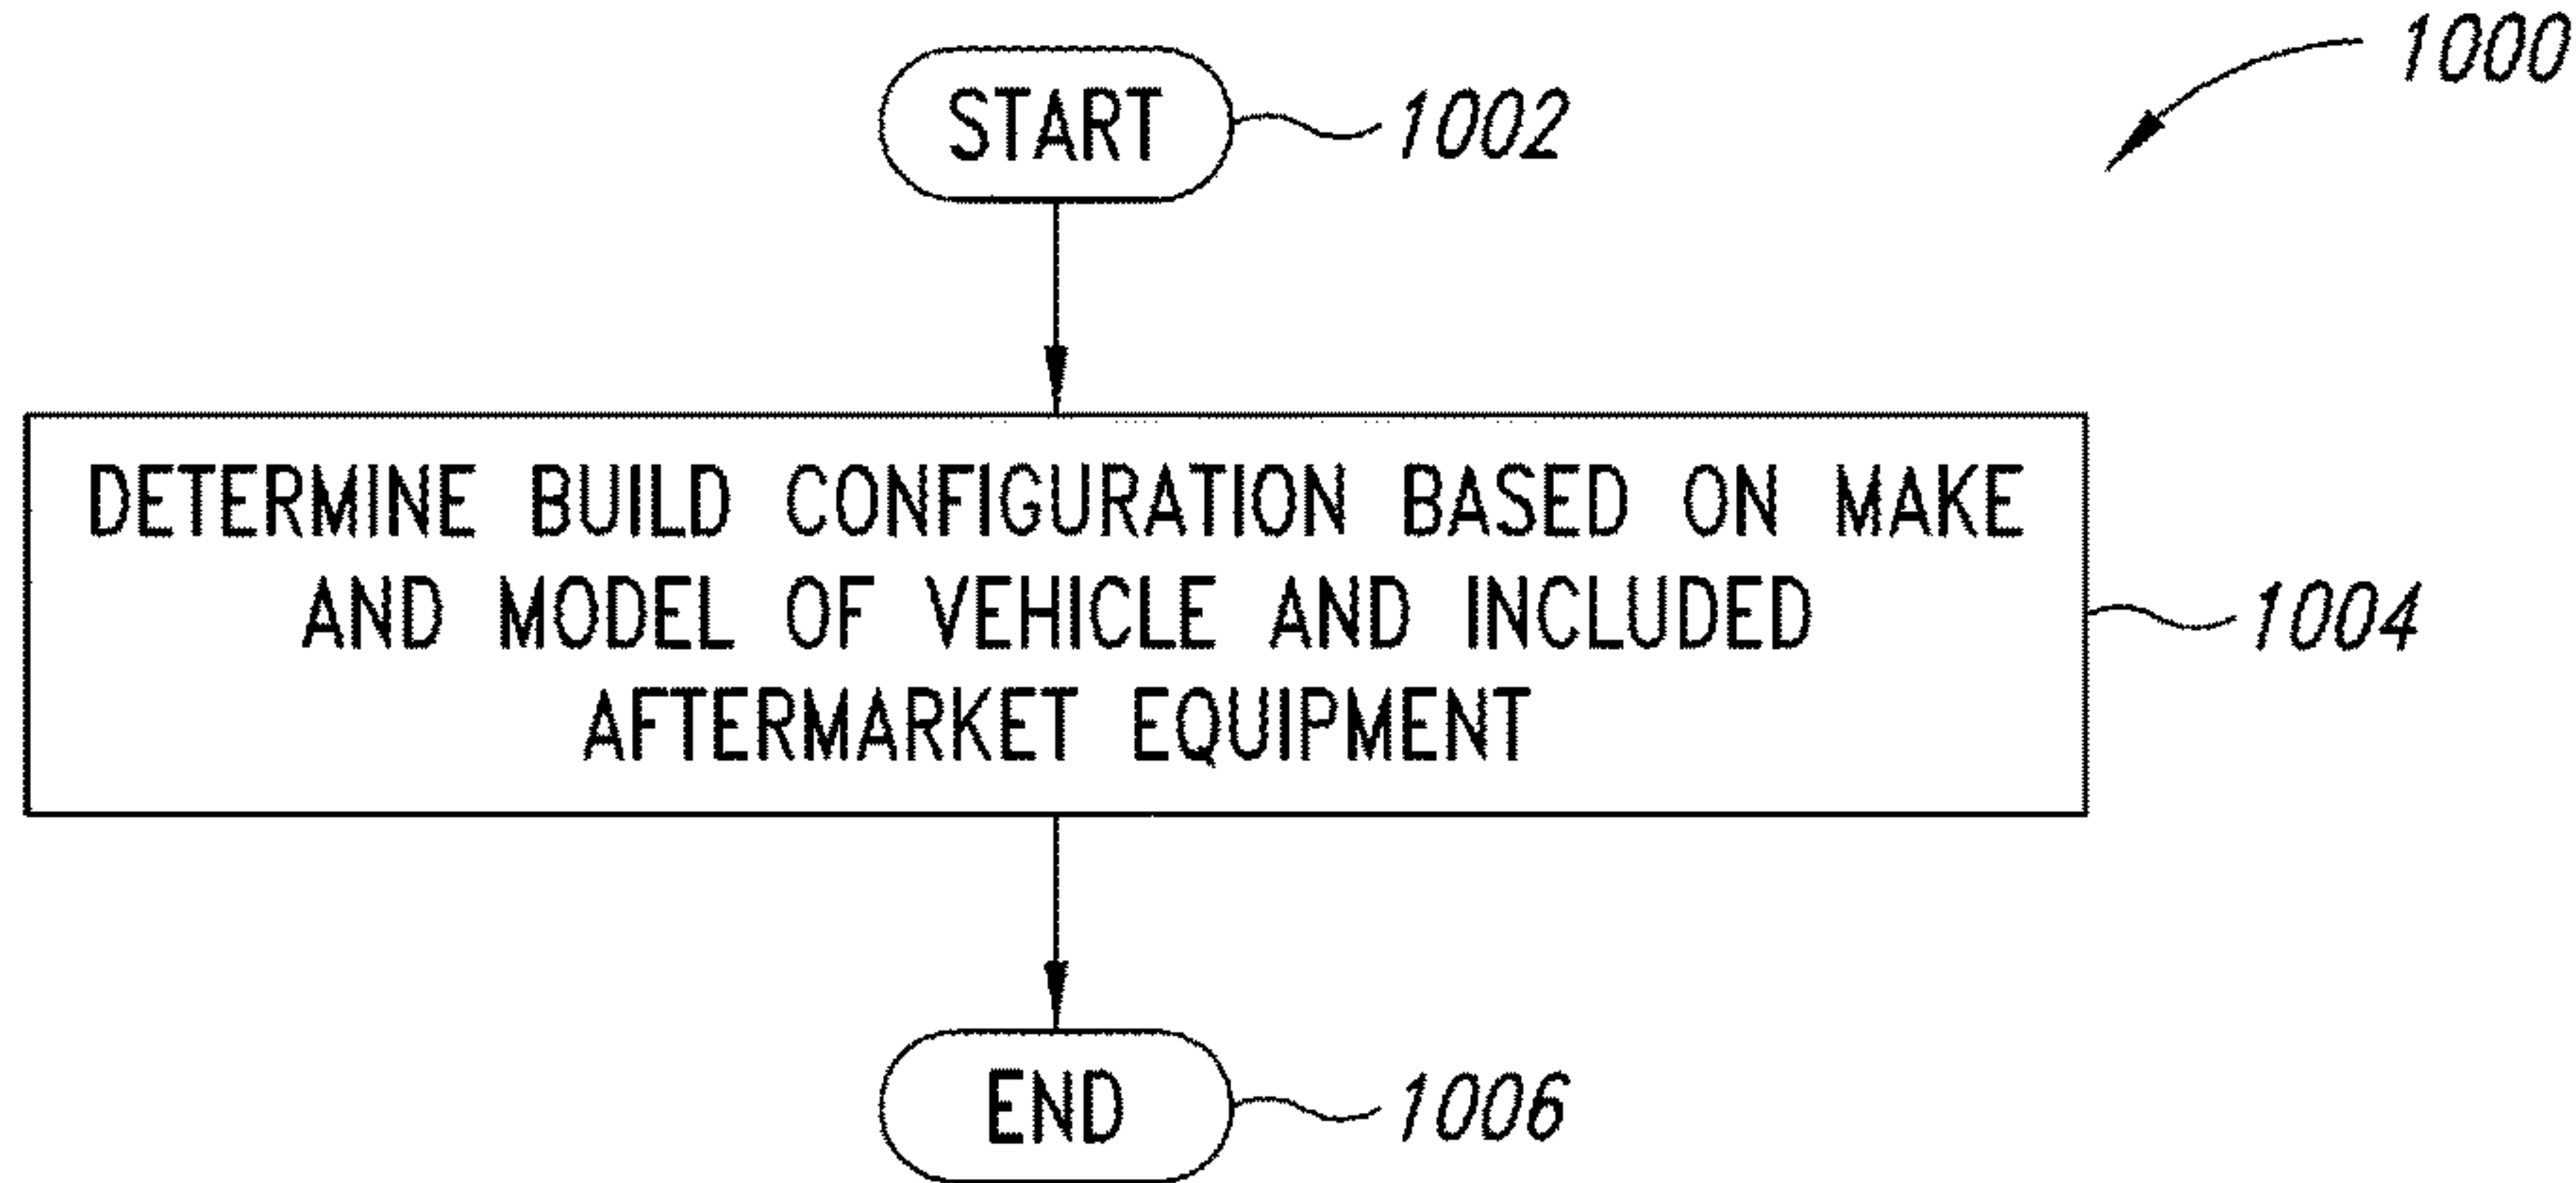 1000
START 1002
DETERMINE BUILD CONFIGURATION BASED ON MAKE
AND MODEL OF VEHICLE AND INCLUDED
1004
AFTERMARKET EQUIPMENT
END 1006